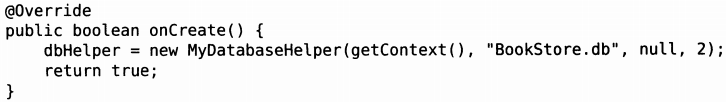 @Override
public boolean onCreate() {
    dbHelper = new MyDatabaseHelper(getContext(), "BookStore.db", null, 2);
    return true;
}